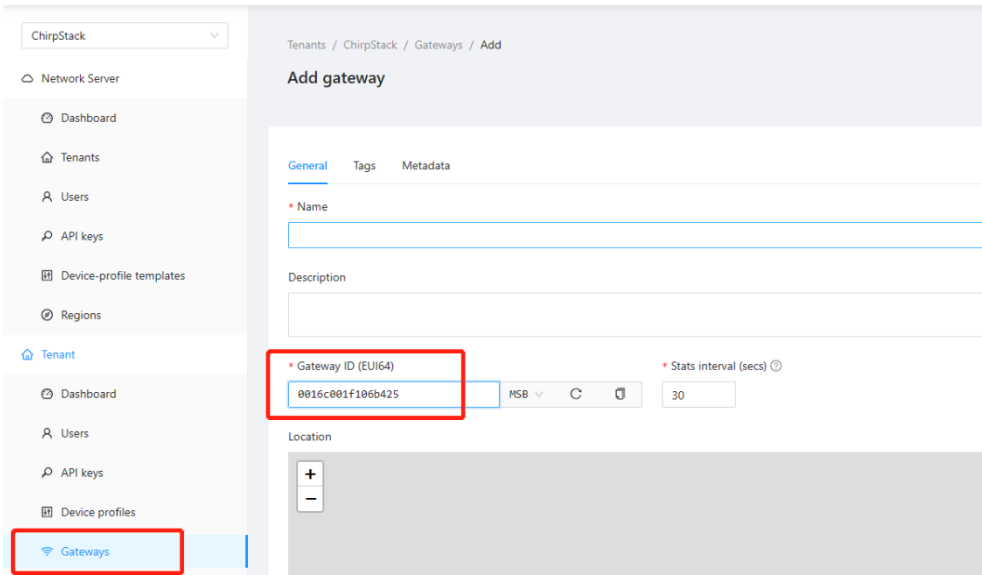 ChirpStack
Network Server
Dashboard
Tenants
Users
API keys
Device-profile templates
Regions
Tenant
Dashboard
Users
API keys
Device profiles
Gateways
Tenants / ChirpStack / Gateways / Add
Add gateway
General Tags Metadata
* Name
Description
* Gateway ID (EUI64) * Stats interval (secs)
0016c001f106b425 MSB 30
Location
+
−